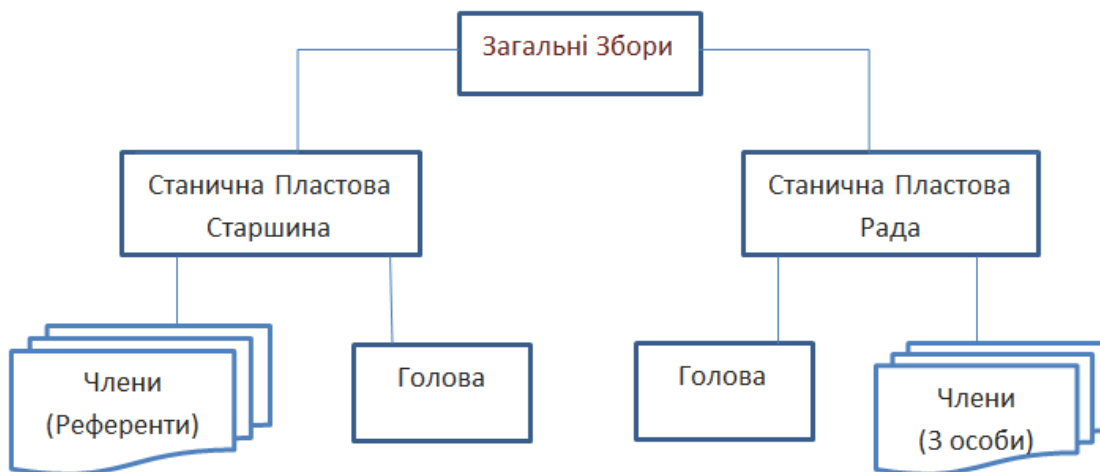 Загальні Збори
Станична Пластова
Старшина
Станична Пластова
Рада
Члени
(Референти)
Голова
Голова
Члени
(3 особи)